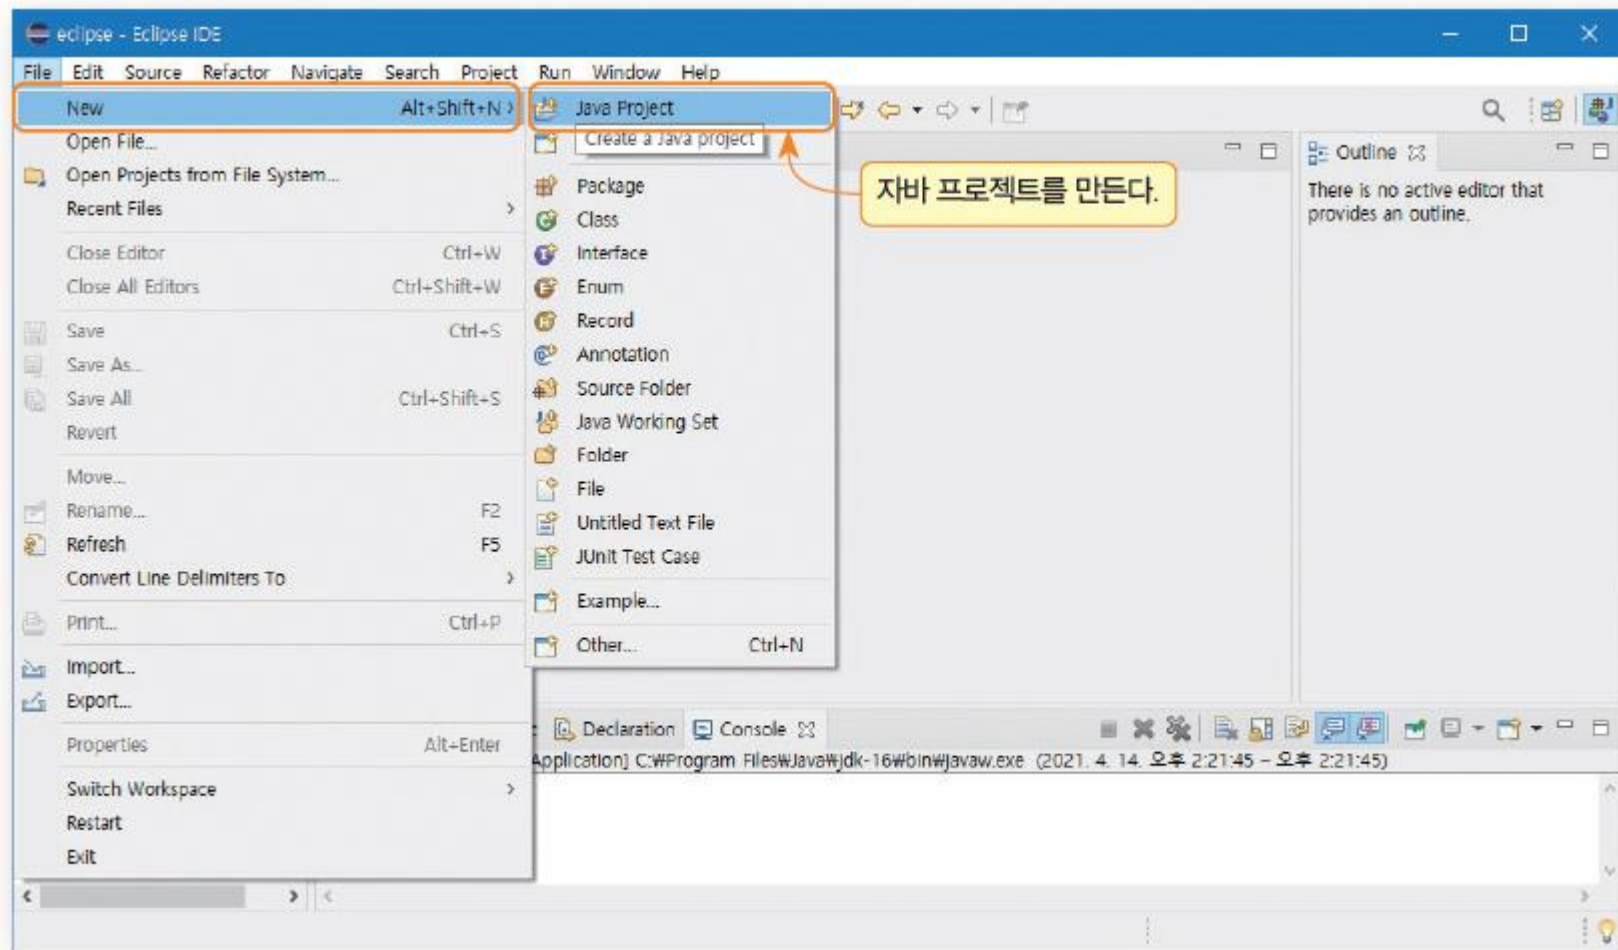 eclipse - Eclipse IDE
File Edit Source Refactor Navigate Search Project Run Window Help
New Alt+Shift+N >
Open File...
Open Projects from File System...
Recent Files >
Close Editor Ctrl+W
Close All Editors Ctrl+Shift+W
Save Ctrl+S
Save As...
Save All Ctrl+Shift+S
Revert
Move...
Rename... F2
Refresh F5
Convert Line Delimiters To >
Print... Ctrl+P
Import...
Export...
Properties Alt+Enter
Switch Workspace >
Restart
Exit
Java Project
Create a Java project
Package
Class
Interface
Enum
Record
Annotation
Source Folder
Java Working Set
Folder
File
Untitled Text File
JUnit Test Case
Example...
Other... Ctrl+N
자바 프로젝트를 만든다.
Outline
There is no active editor that
provides an outline.
Declaration Console
Application] C:₩Program Files₩Java₩jdk-16₩bin₩javaw.exe (2021. 4. 14. 오후 2:21:45 – 오후 2:21:45)